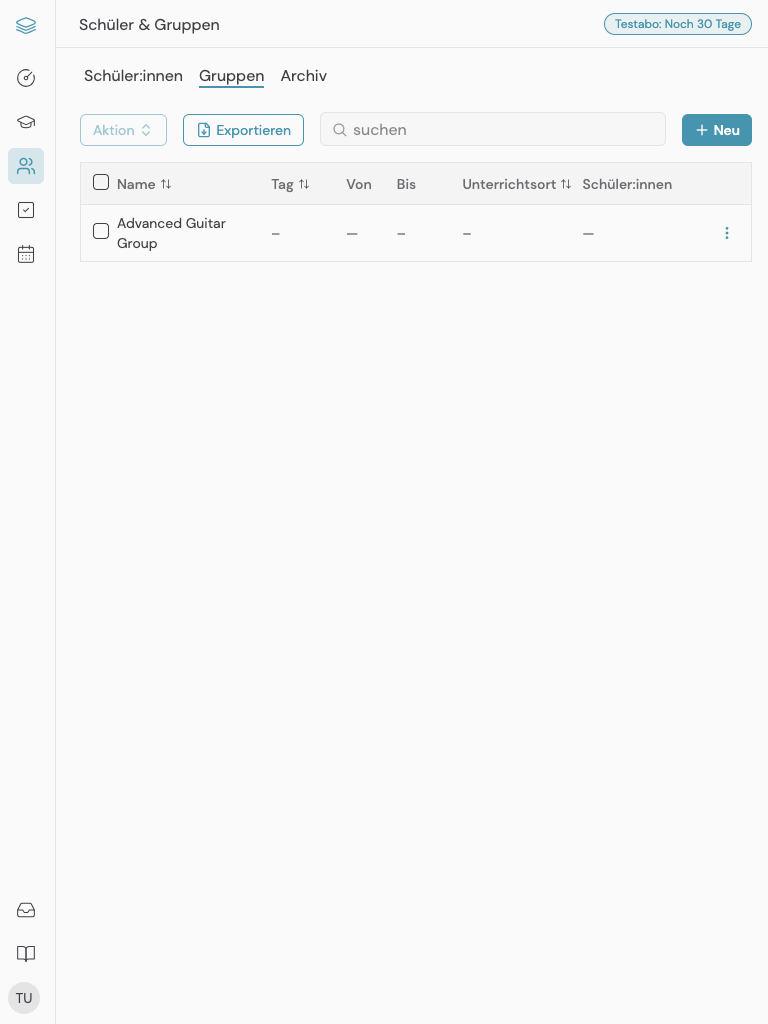 Schüler & Gruppen
Testabo: Noch 30 Tage
Schüler:innen Gruppen Archiv
Aktion Exportieren suchen Neu
Name Tag Von Bis Unterrichtsort Schüler:innen
Advanced Guitar
Group
– — – – —
TU